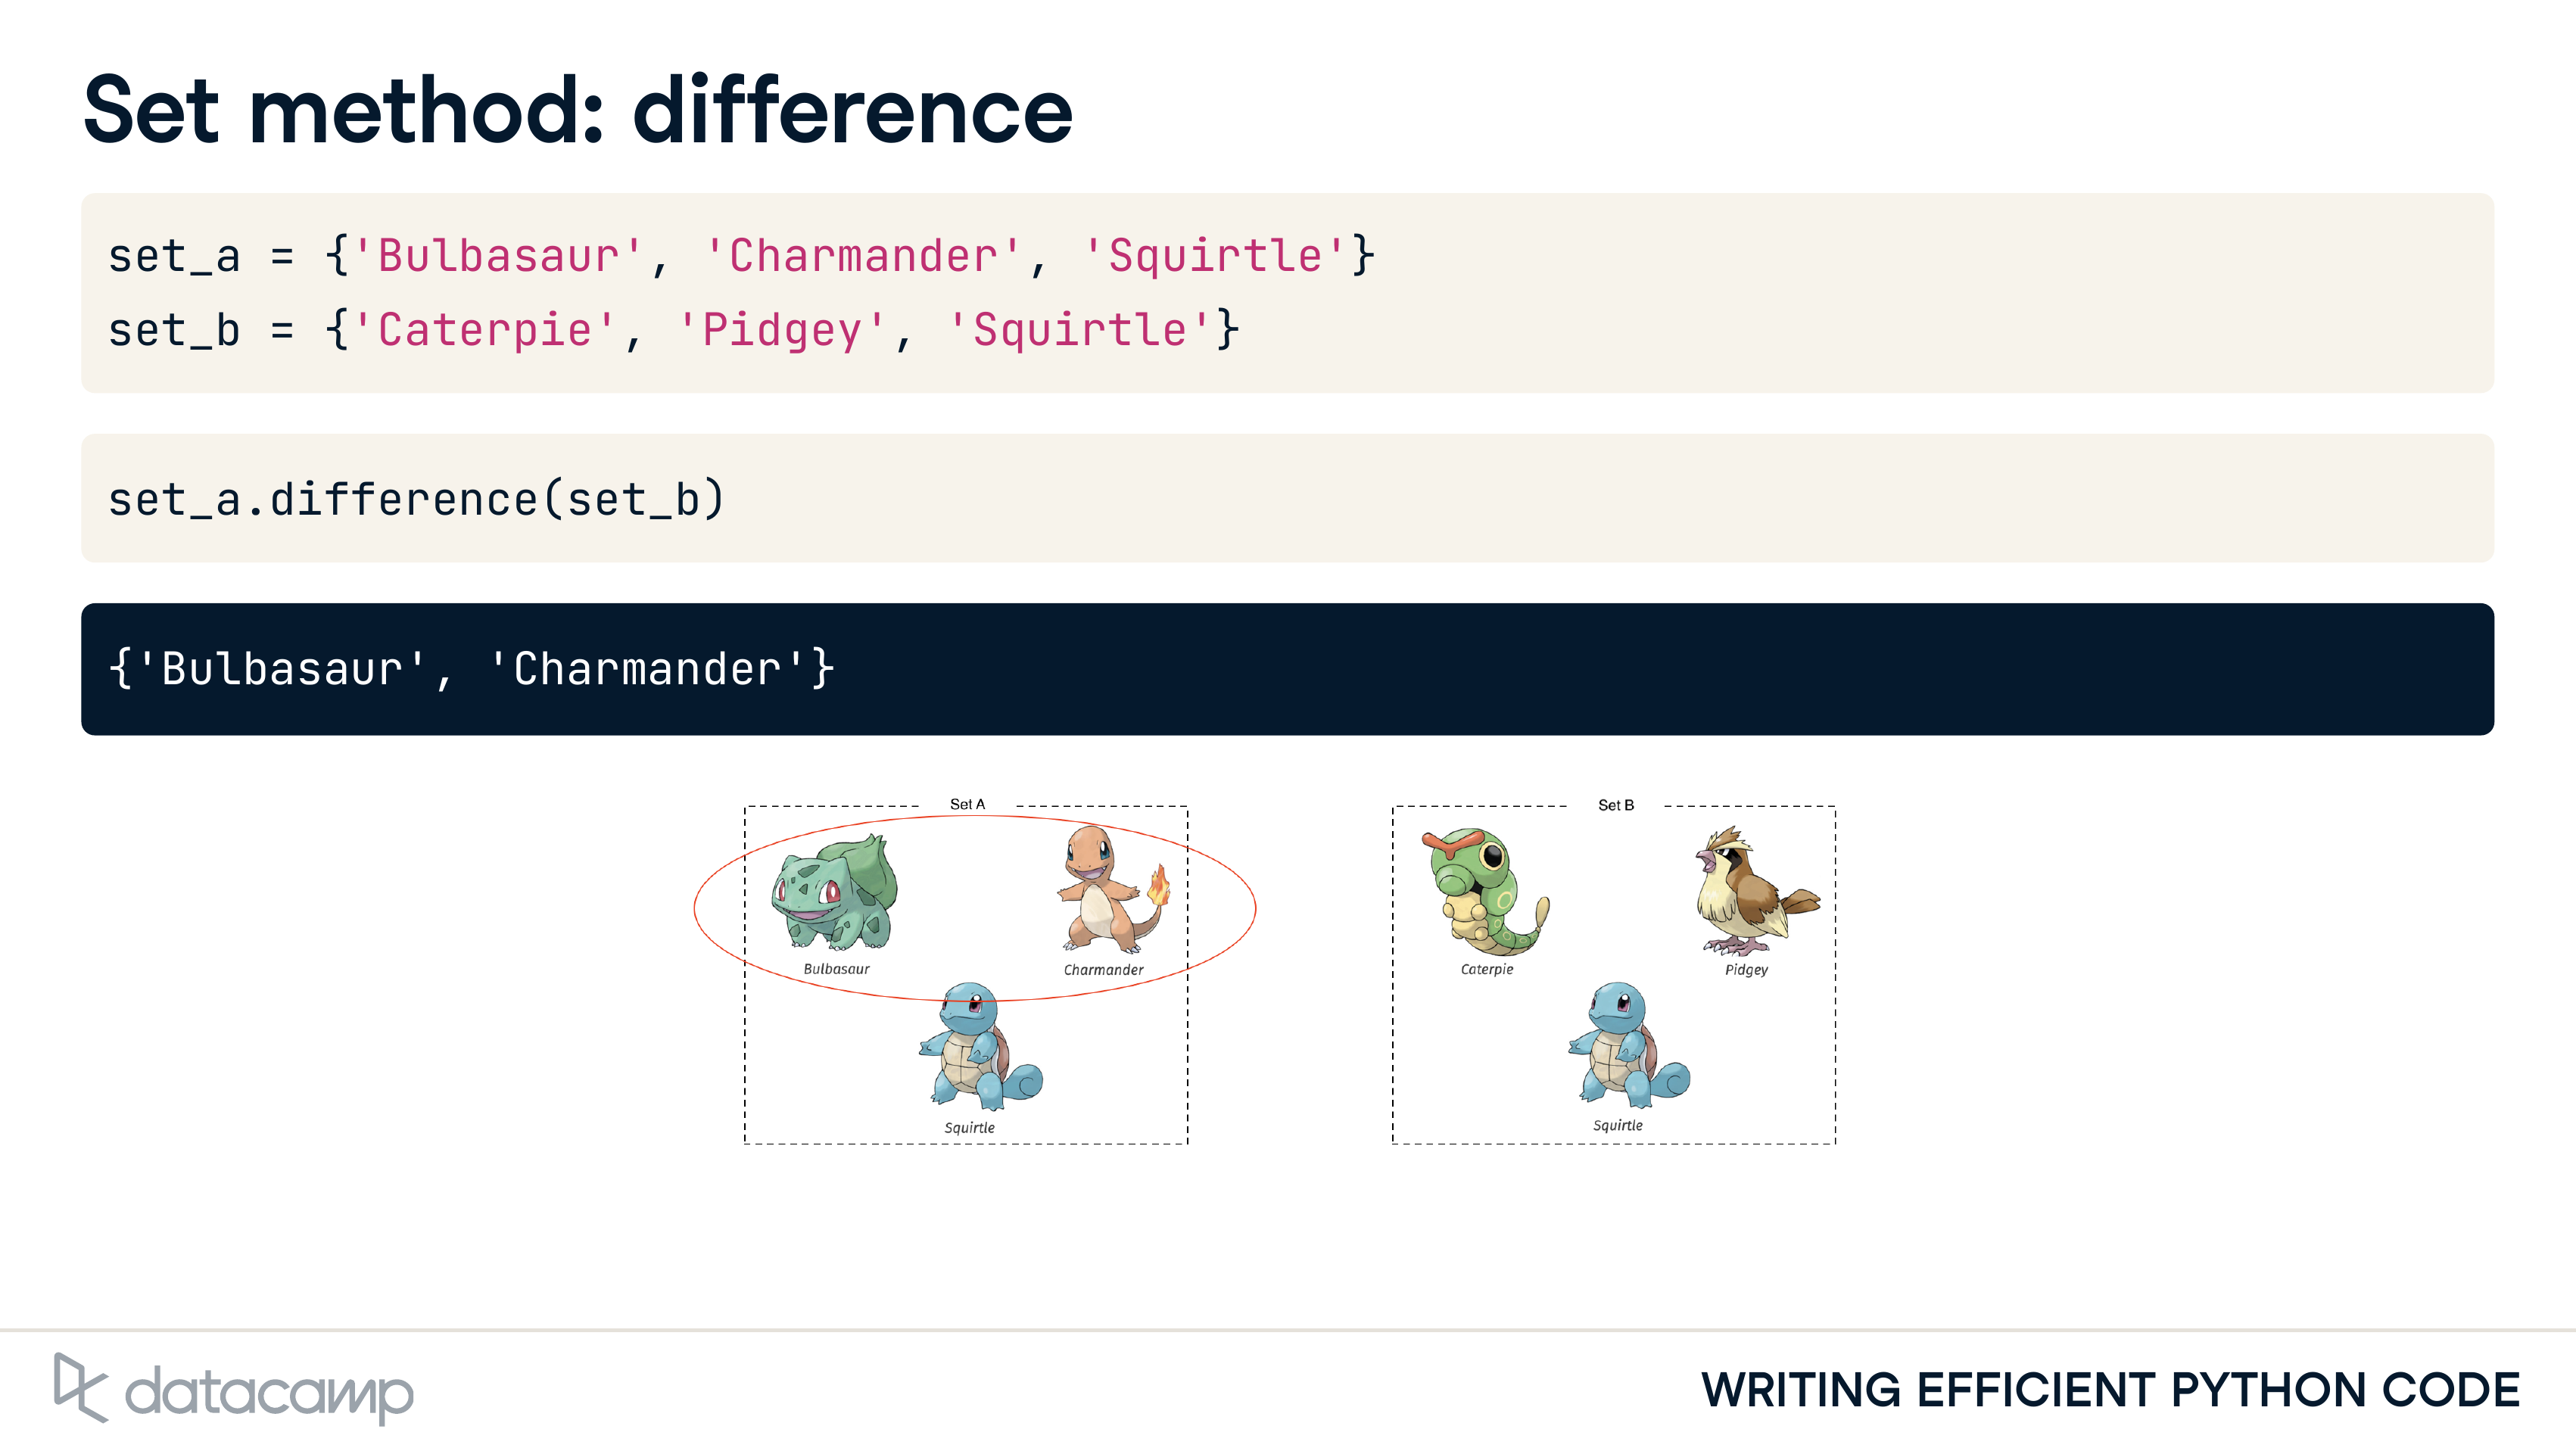 Set method: difference
set_a = {'Bulbasaur', 'Charmander', 'Squirtle'}
set_b = {'Caterpie', 'Pidgey', 'Squirtle'}
set_a.difference(set_b)
{'Bulbasaur', 'Charmander'}
Set A
Bulbasaur
Charmander
Squirtle
Set B
Caterpie
Pidgey
Squirtle
datacamp
WRITING EFFICIENT PYTHON CODE